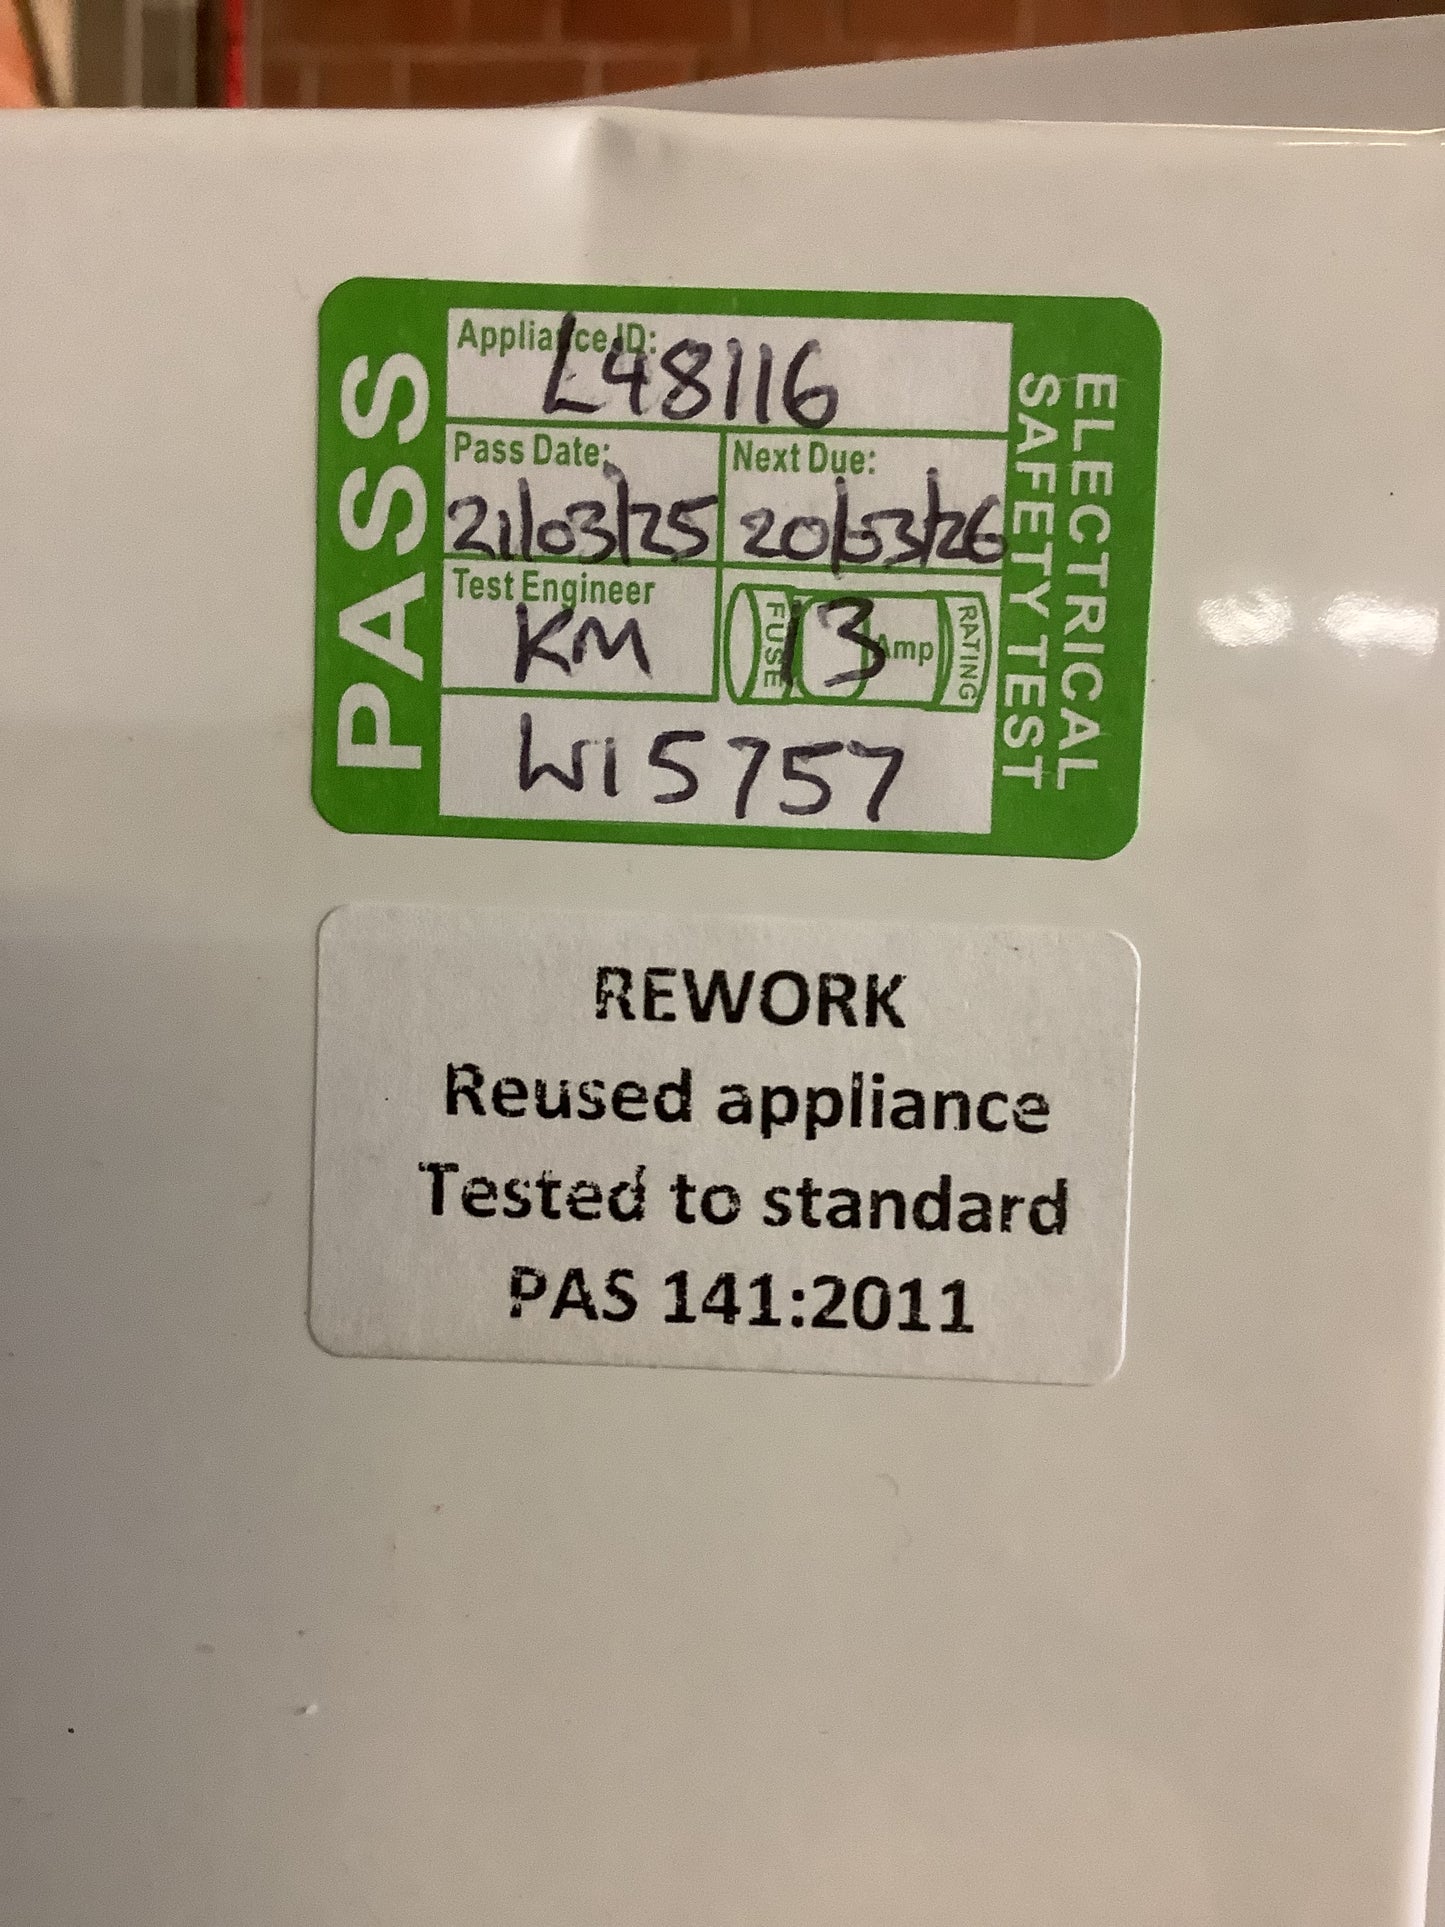 PASS
Appliance ID:
L48116
Pass Date:
21/03/25
Next Due:
20/03/26
Test Engineer
KM
FUSE 13 Amp RATING
W15757
ELECTRICAL
SAFETY TEST
REWORK
Reused appliance
Tested to standard
PAS 141:2011